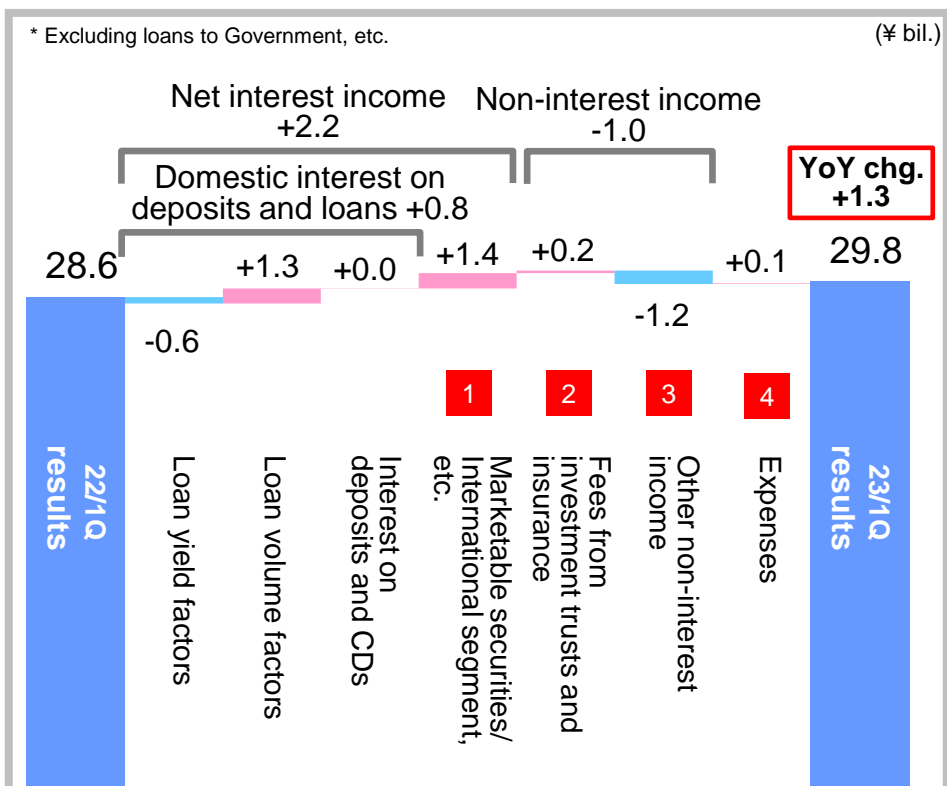 * Excluding loans to Government, etc.
(¥ bil.)
Net interest income
+2.2
Non-interest income
-1.0
YoY chg.
+1.3
Domestic interest on
deposits and loans +0.8
28.6
-0.6
+1.3
+0.0
+1.4
+0.2
-1.2
+0.1
29.8
1
2
3
4
22/1Q
results
Loan yield factors
Loan volume factors
Interest on
deposits and CDs
Marketable securities/
International segment,
etc.
Fees from
investment trusts and
insurance
Other non-interest
income
Expenses
23/1Q
results